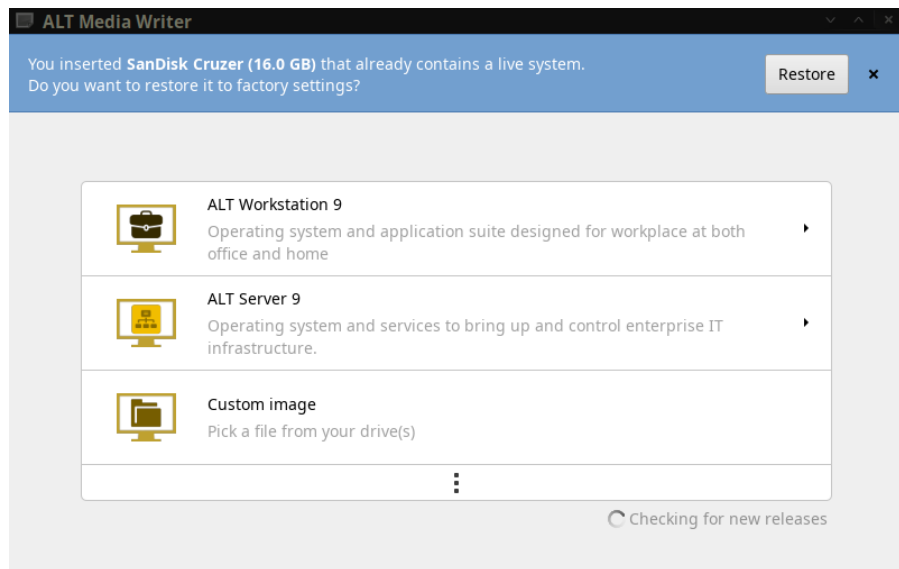 ALT Media Writer
You inserted SanDisk Cruzer (16.0 GB) that already contains a live system.
Do you want to restore it to factory settings?
Restore
ALT Workstation 9
Operating system and application suite designed for workplace at both
office and home
ALT Server 9
Operating system and services to bring up and control enterprise IT
infrastructure.
Custom image
Pick a file from your drive(s)
Checking for new releases